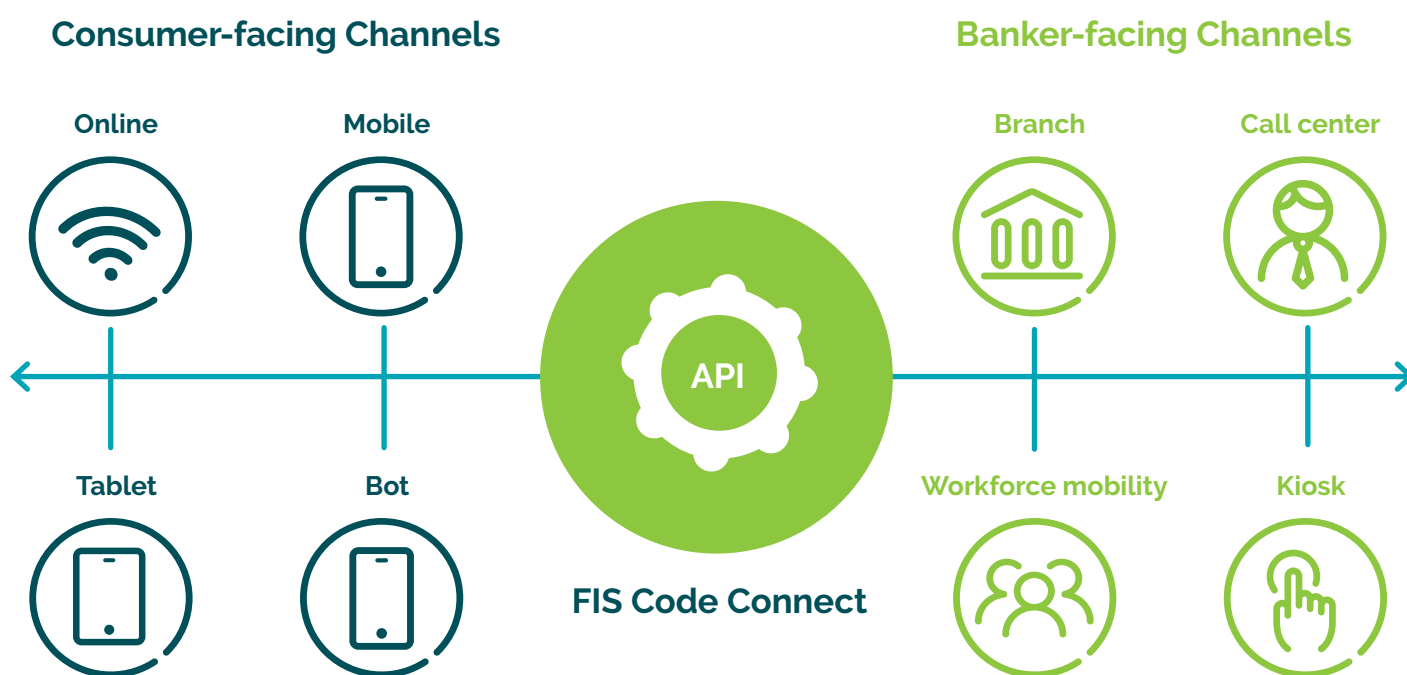 Consumer-facing Channels
Banker-facing Channels
Online
Mobile
Branch
Call center
API
Tablet
Bot
Workforce mobility
Kiosk
FIS Code Connect